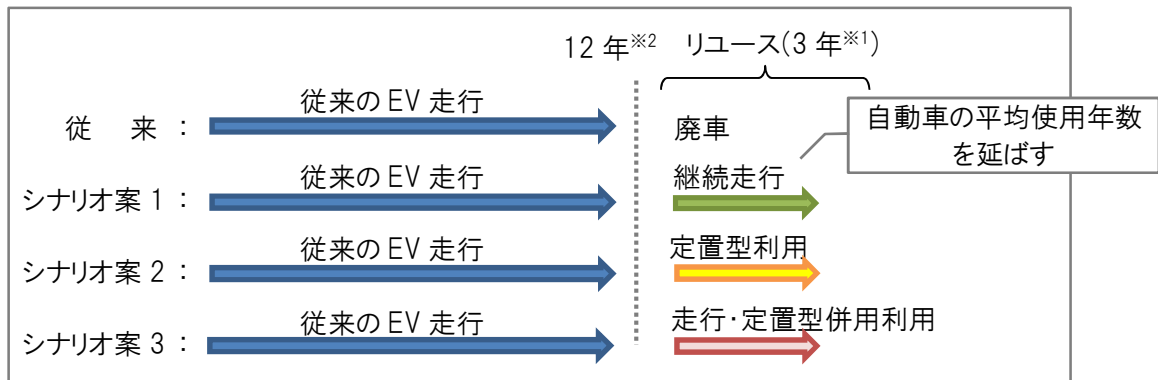 12 年※2 リユース(3 年※1)
従来の EV 走行
従 来 : 廃車
自動車の平均使用年数
を延ばす
従来の EV 走行 継続走行
シナリオ案 1 :
従来の EV 走行 定置型利用
シナリオ案 2 :
従来の EV 走行 走行・定置型併用利用
シナリオ案 3 :